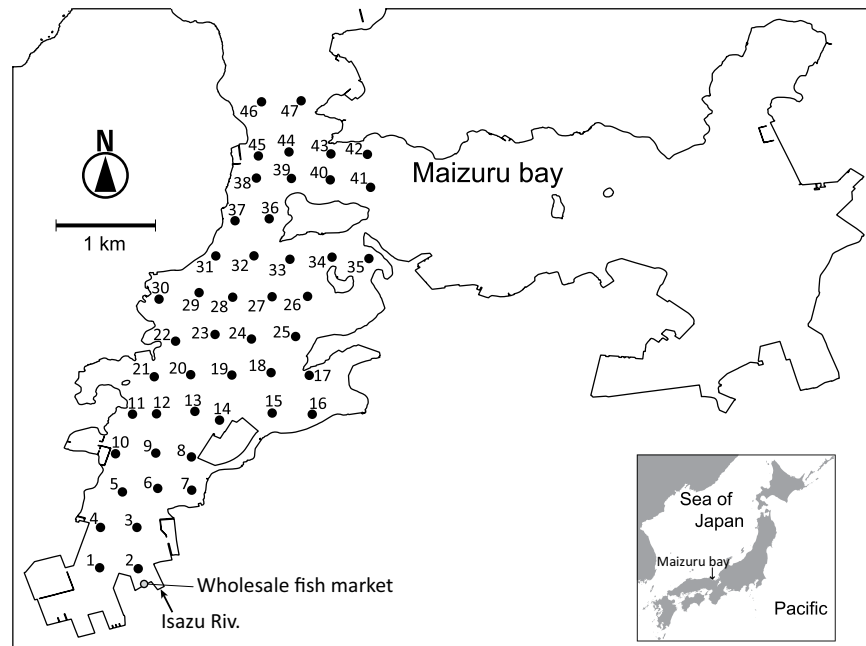 46 47
45 44 43 42
Maizuru bay
38 39 40 41
N
37 36
1 km
31 32 33 34 35
30 29 28 27 26
22 23 24 25
21 20 19 18 17
11 12 13 14 15 16
10 9 8
5 6 7
4 3
1 2
Wholesale fish market
Isazu Riv.
Sea of
Japan
Maizuru bay
Pacific